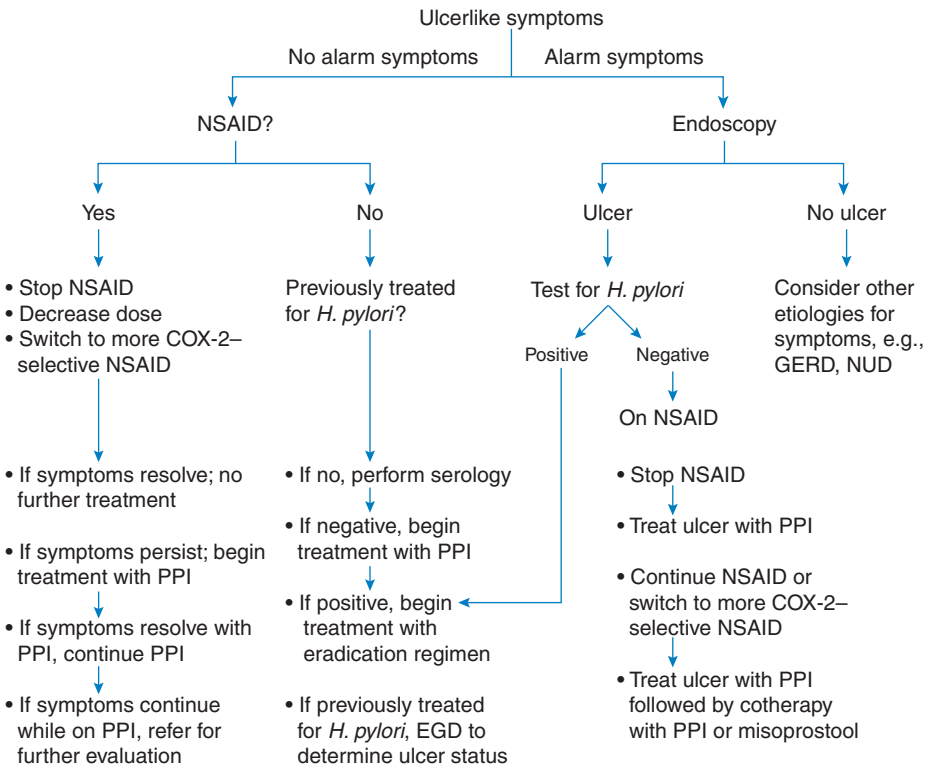 Ulcerlike symptoms
No alarm symptoms
Alarm symptoms
NSAID?
Endoscopy
Yes
No
Ulcer
No ulcer
• Stop NSAID
• Decrease dose
• Switch to more COX-2–
selective NSAID
Previously treated
for H. pylori?
Test for H. pylori
Consider other
etiologies for
symptoms, e.g.,
GERD, NUD
Positive
Negative
On NSAID
• If symptoms resolve; no
further treatment
• If symptoms persist; begin
treatment with PPI
• If symptoms resolve with
PPI, continue PPI
• If symptoms continue
while on PPI, refer for
further evaluation
• If no, perform serology
• If negative, begin
treatment with PPI
• If positive, begin
treatment with
eradication regimen
• If previously treated
for H. pylori, EGD to
determine ulcer status
• Stop NSAID
• Treat ulcer with PPI
• Continue NSAID or
switch to more COX-2–
selective NSAID
• Treat ulcer with PPI
followed by cotherapy
with PPI or misoprostool